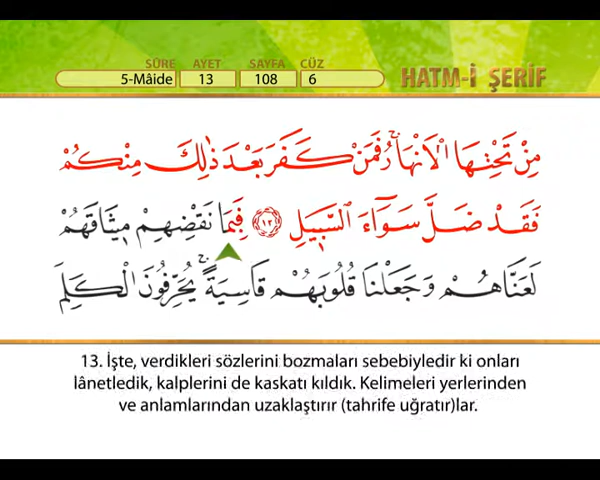 SÛRE AYET SAYFA CÜZ
5-Mâide 13 108 6 HATM-İ ŞERİF
مِنْ تَحْتِهَا الْاَنْهَارُۚ فَمَنْ كَفَرَ بَعْدَ ذٰلِكَ مِنْكُمْ
فَقَدْ ضَلَّ سَوَٓاءَ السَّب۪يلِ ﴿١٢﴾ فَبِمَا نَقْضِهِمْ م۪يثَاقَهُمْ
لَعَنَّاهُمْ وَجَعَلْنَا قُلُوبَهُمْ قَاسِيَةًۚ يُحَرِّفُونَ الْكَلِمَ
13. İşte, verdikleri sözlerini bozmaları sebebiyledir ki onları
lânetledik, kalplerini de kaskatı kıldık. Kelimeleri yerlerinden
ve anlamlarından uzaklaştırır (tahrife uğratır)lar.